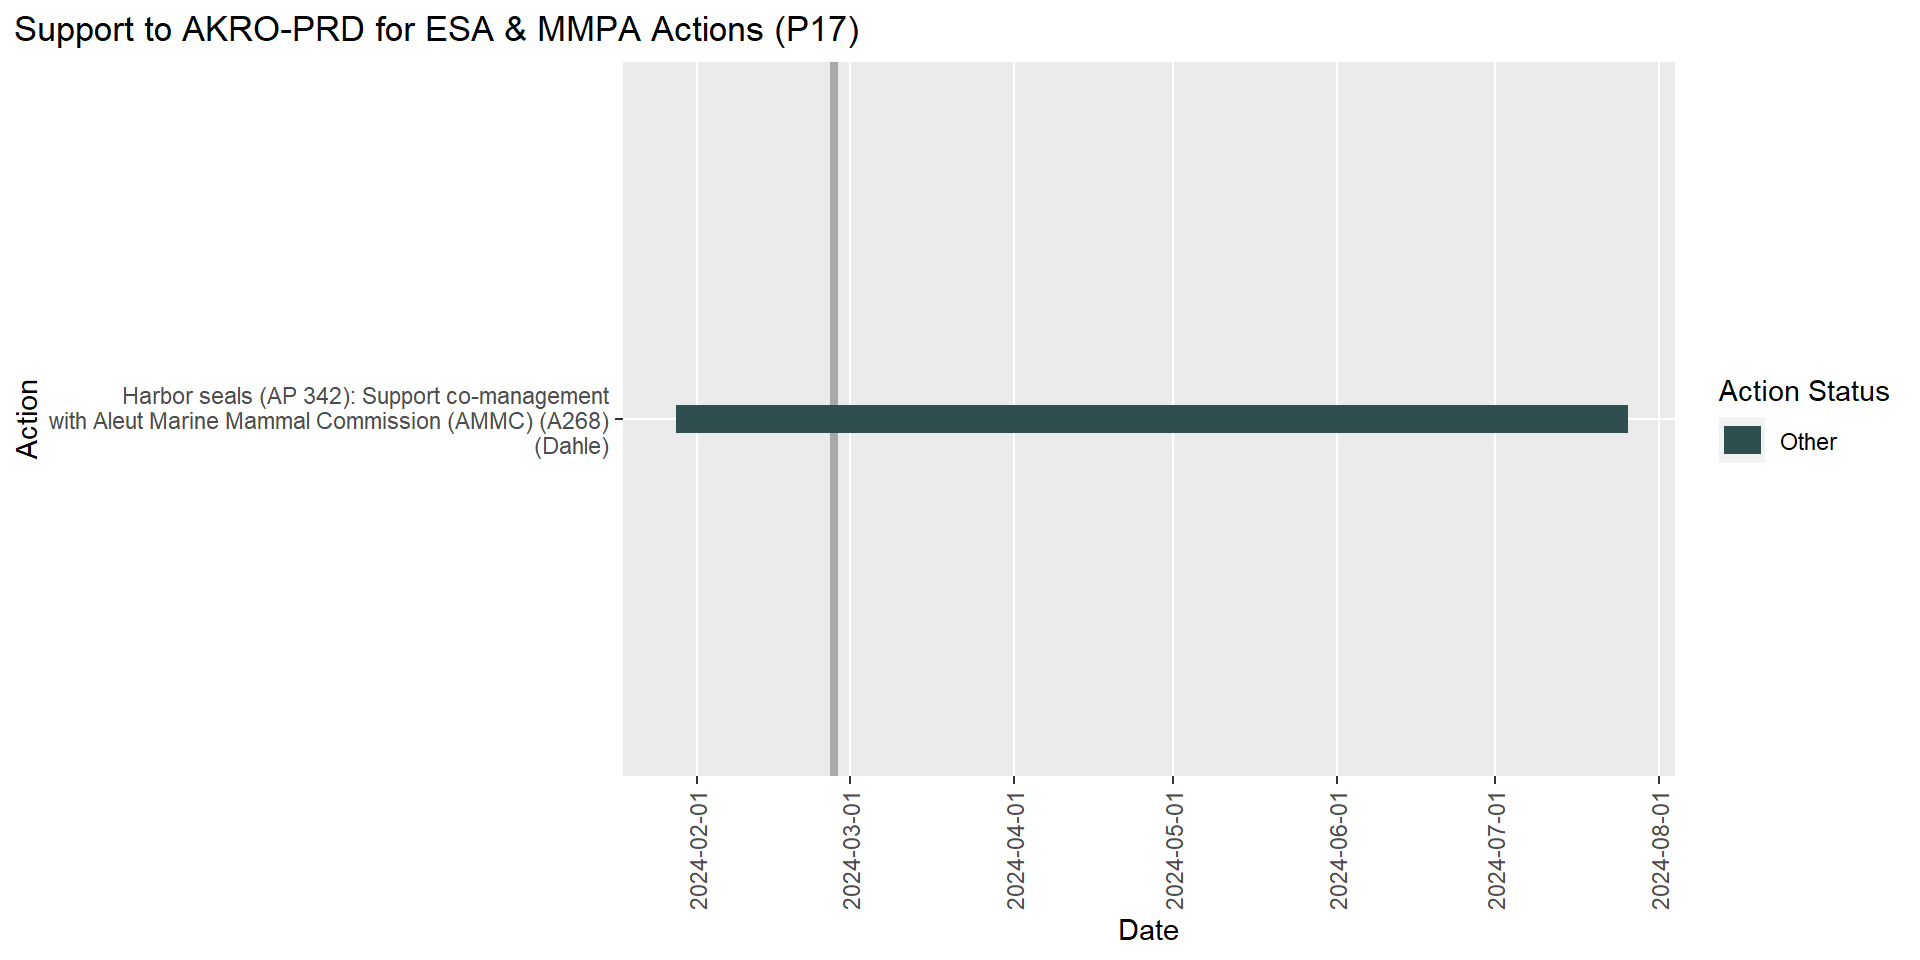 Support to AKRO-PRD for ESA & MMPA Actions (P17)
Action
Harbor seals (AP 342): Support co-management
with Aleut Marine Mammal Commission (AMMC) (A268)
(Dahle)
Action Status
Other
2024-02-01
2024-03-01
2024-04-01
2024-05-01
2024-06-01
2024-07-01
2024-08-01
Date